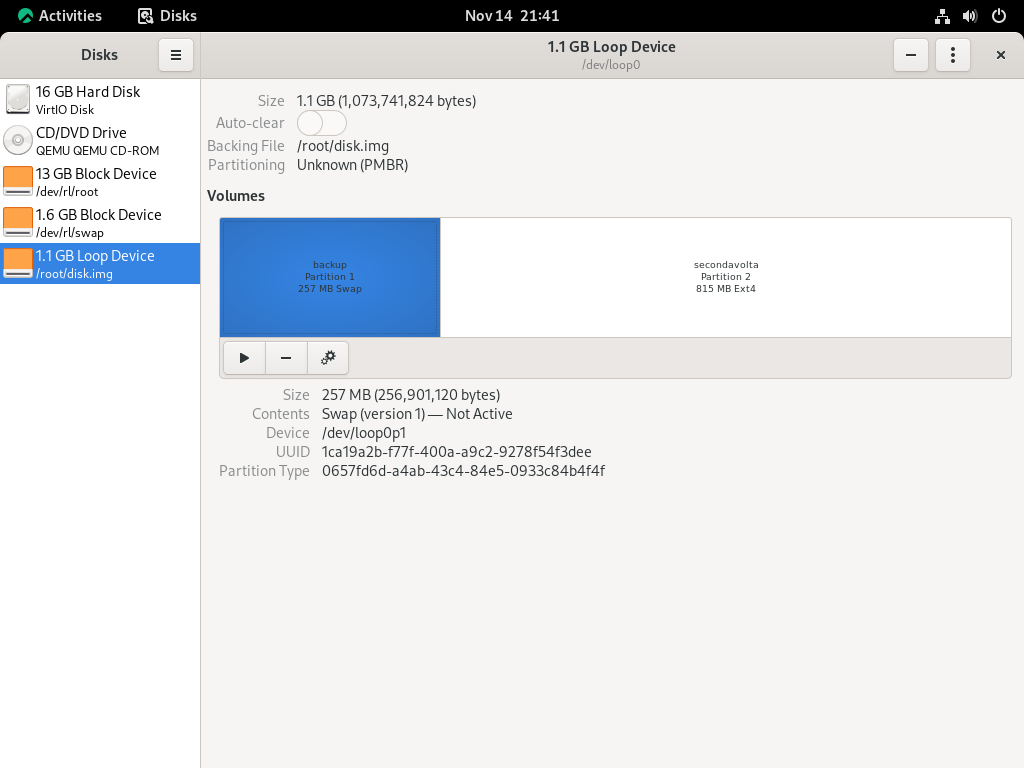 Activities
Disks
Nov 14 21:41
Disks
1.1 GB Loop Device
/dev/loop0
16 GB Hard Disk
VirtIO Disk
CD/DVD Drive
QEMU QEMU CD-ROM
13 GB Block Device
/dev/rl/root
1.6 GB Block Device
/dev/rl/swap
1.1 GB Loop Device
/root/disk.img
Size 1.1 GB (1,073,741,824 bytes)
Auto-clear
Backing File /root/disk.img
Partitioning Unknown (PMBR)
Volumes
backup
Partition 1
257 MB Swap
secondavolta
Partition 2
815 MB Ext4
Size 257 MB (256,901,120 bytes)
Contents Swap (version 1) — Not Active
Device /dev/loop0p1
UUID 1ca19a2b-f77f-400a-a9c2-9278f54f3dee
Partition Type 0657fd6d-a4ab-43c4-84e5-0933c84b4f4f